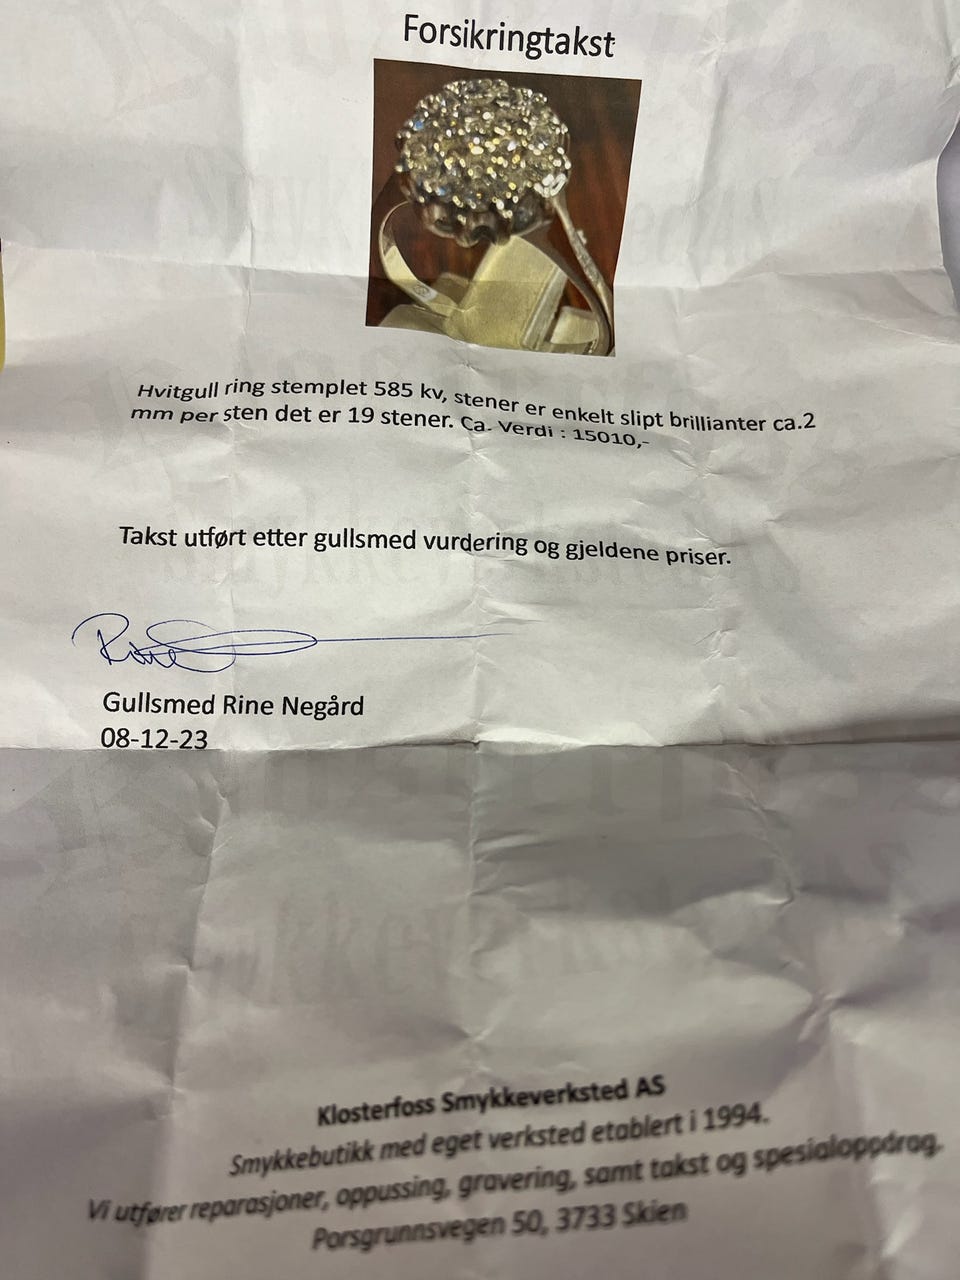 Forsikringtakst
Hvitgull ring stemplet 585 kv, stener er enkelt slipt brillianter ca.2
mm per sten det er 19 stener. Ca. Verdi : 15010,-
Takst utført etter gullsmed vurdering og gjeldene priser.
Rine
Gullsmed Rine Negård
08-12-23
Klosterfoss Smykkeverksted AS
Smykkebutikk med eget verksted etablert i 1994.
Vi utfører reparasjoner, oppussing, gravering, samt takst og spesialoppdrag.
Porsgrunnsvegen 50, 3733 Skien